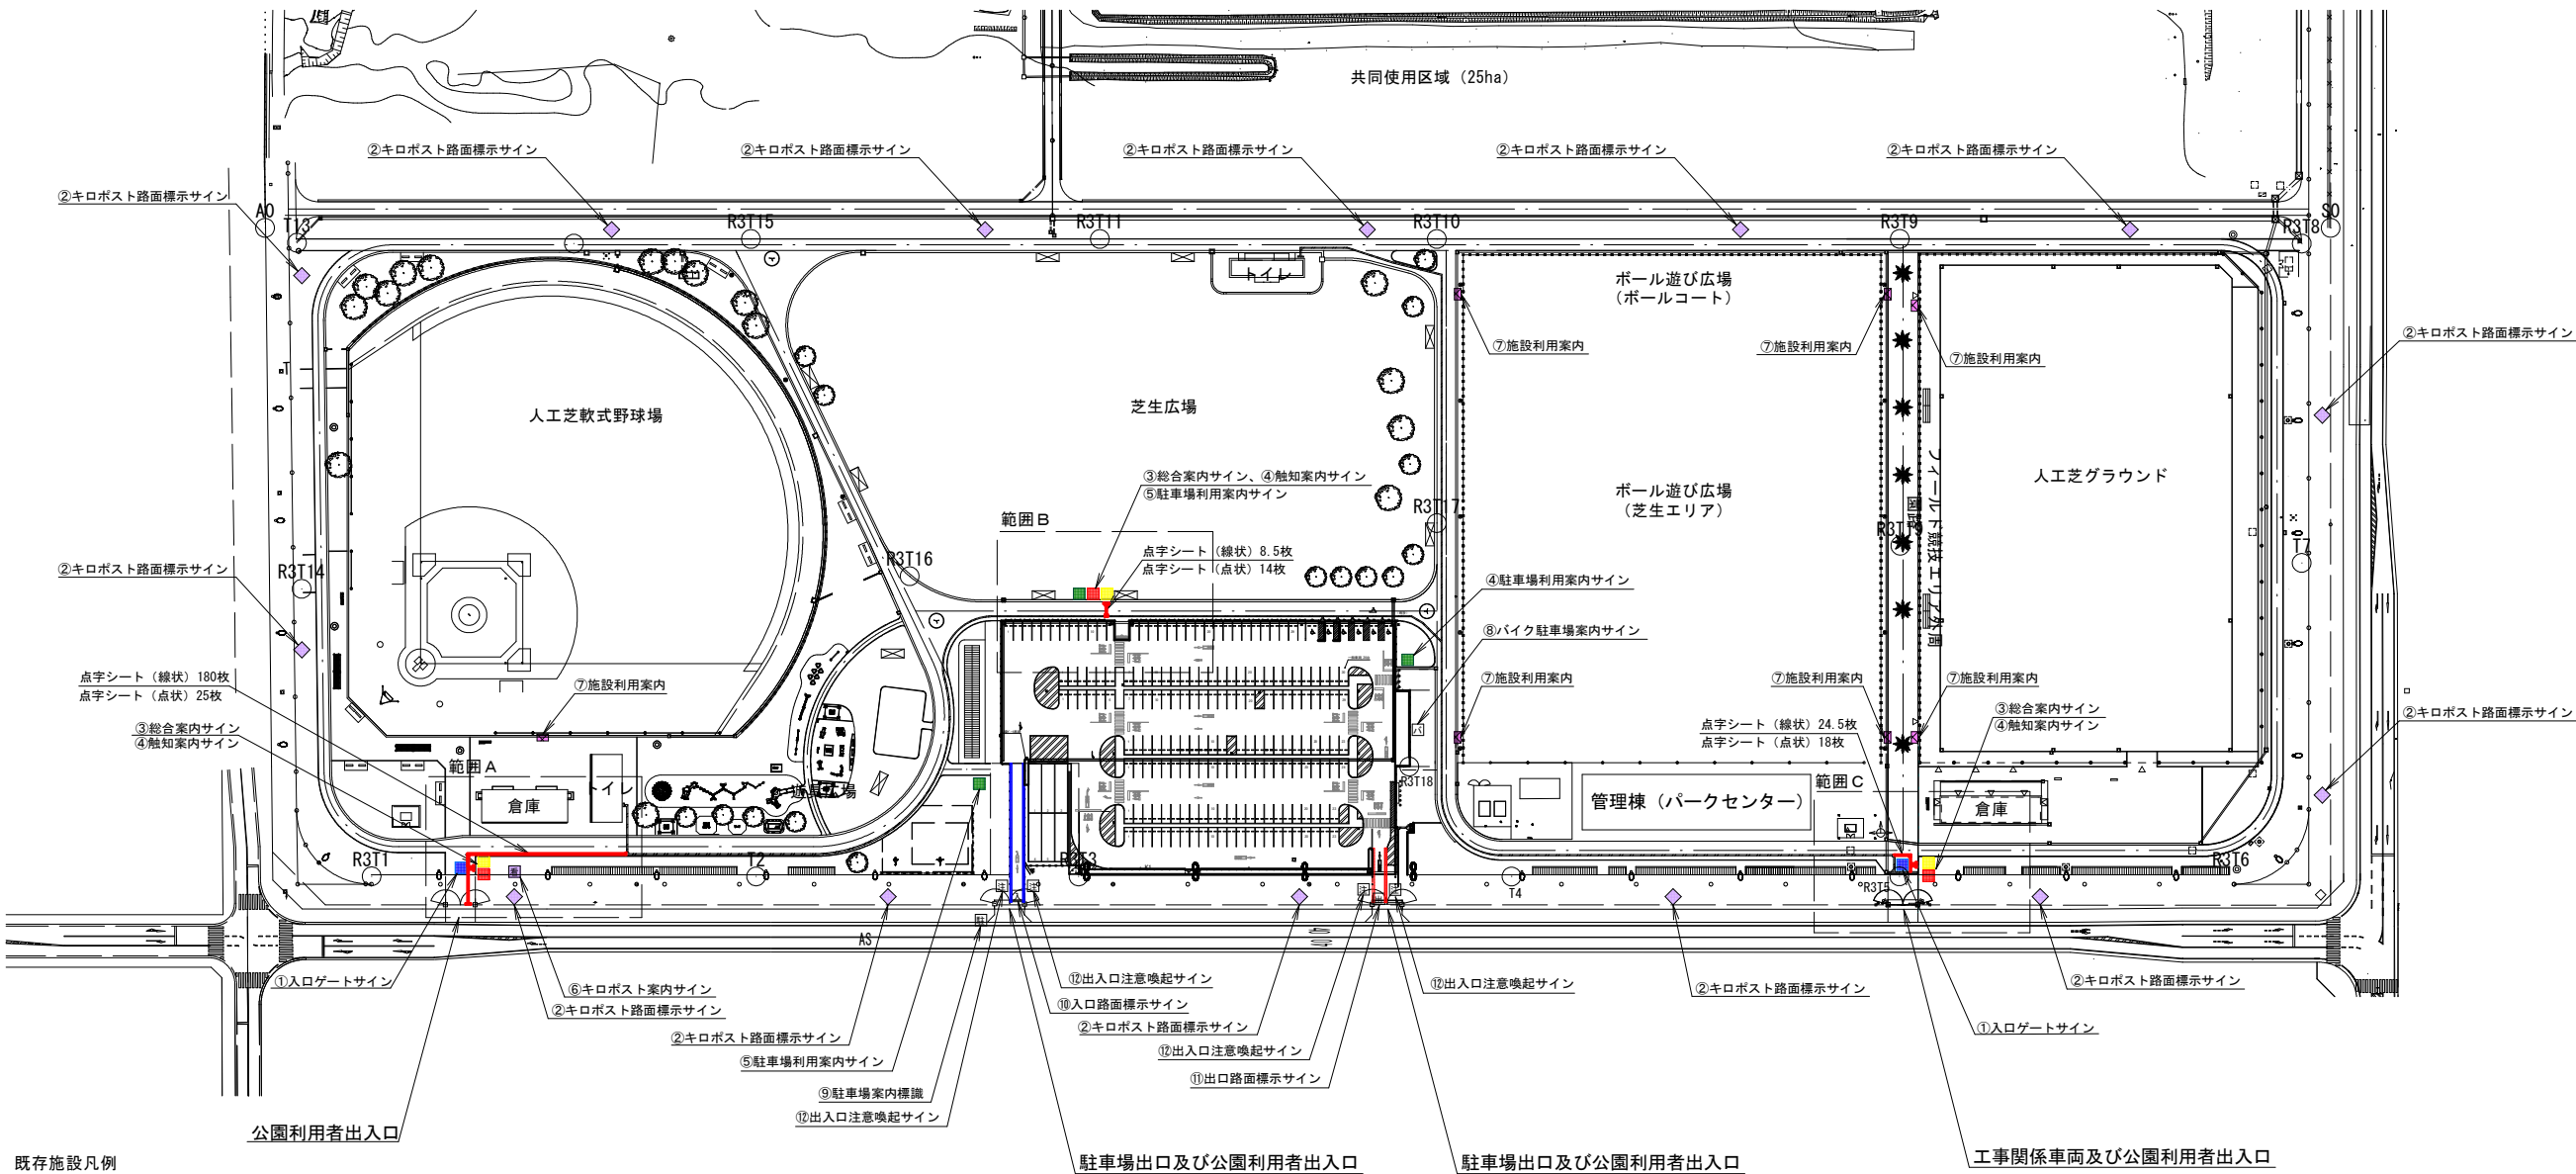 共同使用区域（25ha）
②キロポスト路面標示サイン
②キロポスト路面標示サイン
②キロポスト路面標示サイン
②キロポスト路面標示サイン
②キロポスト路面標示サイン
②キロポスト路面標示サイン
A0
T13
R3T15
R3T11
R3T10
R3T9
R3T8
S0
トイレ
ボール遊び広場
（ボールコート）
⑦施設利用案内
⑦施設利用案内
⑦施設利用案内
②キロポスト路面標示サイン
人工芝軟式野球場
芝生広場
③総合案内サイン、④触知案内サイン
⑤駐車場利用案内サイン
ボール遊び広場
（芝生エリア）
人工芝グラウンド
フィールド競技エリア外周
園路
範囲Ｂ
R3T17
点字シート（線状）8.5枚
点字シート（点状）14枚
R3T16
T7
②キロポスト路面標示サイン
R3T14
④駐車場利用案内サイン
⑧バイク駐車場案内サイン
点字シート（線状）180枚
点字シート（点状）25枚
⑦施設利用案内
⑦施設利用案内
⑦施設利用案内
⑦施設利用案内
③総合案内サイン
④触知案内サイン
点字シート（線状）24.5枚
点字シート（点状）18枚
③総合案内サイン
④触知案内サイン
②キロポスト路面標示サイン
バ
範囲Ａ
倉庫
トイレ
遊具広場
R3T18
管理棟（パークセンター）
範囲Ｃ
倉庫
R3T1
T2
T4
R3T5
R3T6
AS
①入口ゲートサイン
⑥キロポスト案内サイン
②キロポスト路面標示サイン
②キロポスト路面標示サイン
⑤駐車場利用案内サイン
⑨駐車場案内標識
⑫出入口注意喚起サイン
⑫出入口注意喚起サイン
⑩入口路面標示サイン
②キロポスト路面標示サイン
⑫出入口注意喚起サイン
⑪出口路面標示サイン
⑫出入口注意喚起サイン
②キロポスト路面標示サイン
②キロポスト路面標示サイン
①入口ゲートサイン
公園利用者出入口
駐車場出口及び公園利用者出入口
駐車場出口及び公園利用者出入口
工事関係車両及び公園利用者出入口
既存施設凡例